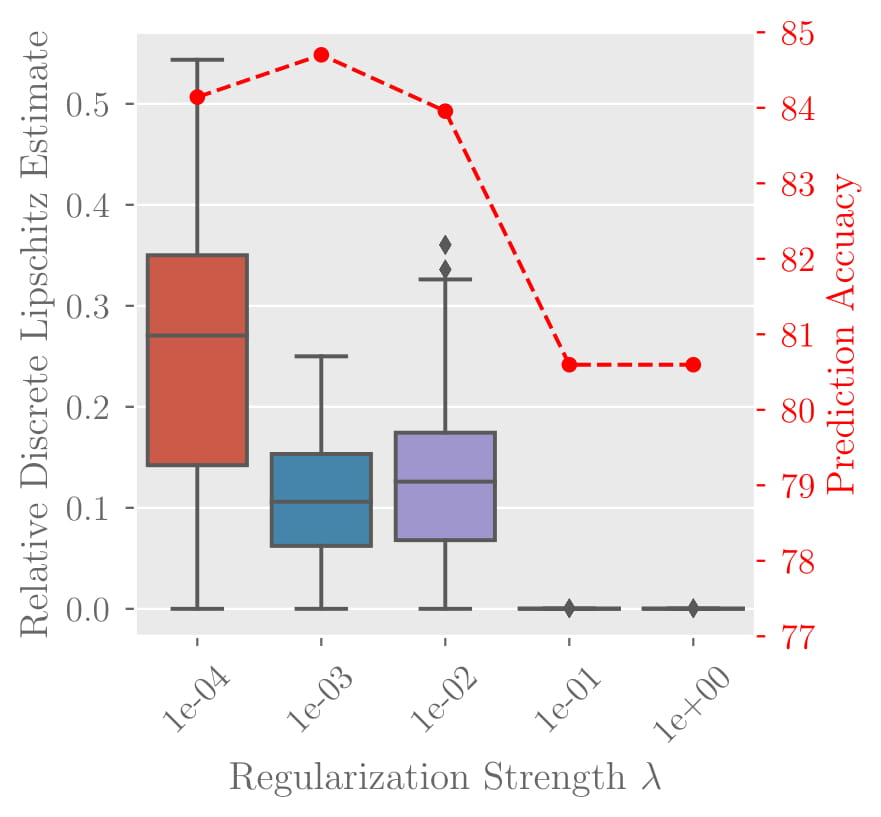 Relative Discrete Lipschitz Estimate
0.5
0.4
0.3
0.2
0.1
0.0
85
84
83
82
81
80
79
78
77
Prediction Accuacy
1e-04
1e-03
1e-02
1e-01
1e+00
Regularization Strength λ